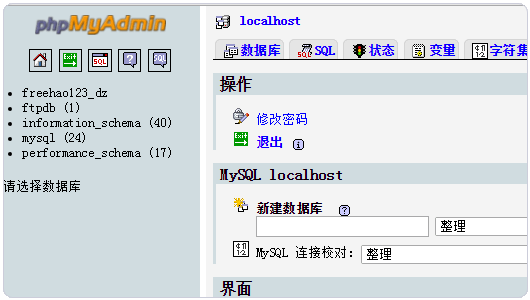 phpMyAdmin
EXIT SQL ? SQL
freehao123_dz
ftpdb (1)
information_schema (40)
mysql (24)
performance_schema (17)
请选择数据库
localhost
数据库 SQL 状态 变量 字符集
操作
修改密码
EXIT 退出 i
MySQL localhost
新建数据库 ?
整理
MySQL 连接校对: 整理
界面